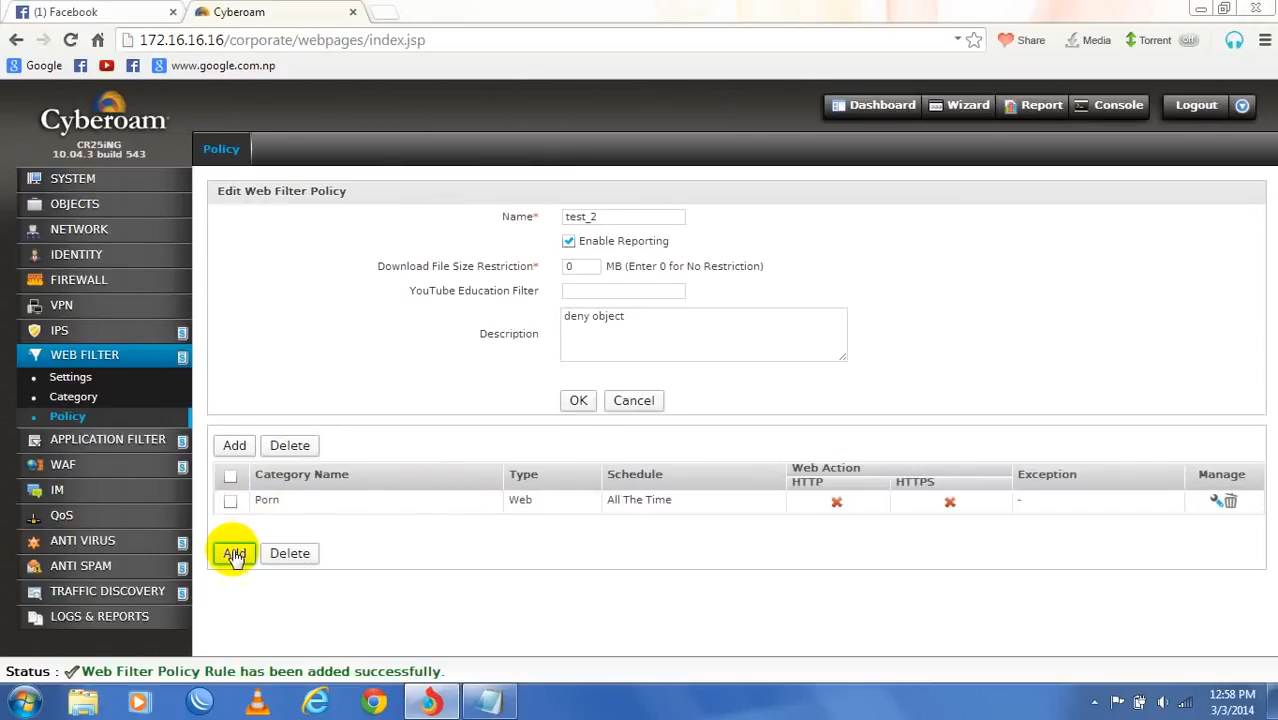 (1) Facebook
Cyberoam
172.16.16.16/corporate/webpages/index.jsp
Share
Media
Torrent
off
Google
www.google.com.np
Cyberoam
CR25iNG
10.04.3 build 543
Dashboard
Wizard
Report
Console
Logout
Policy
SYSTEM
OBJECTS
NETWORK
IDENTITY
FIREWALL
VPN
IPS
WEB FILTER
Settings
Category
Policy
APPLICATION FILTER
WAF
IM
QoS
ANTI VIRUS
ANTI SPAM
TRAFFIC DISCOVERY
LOGS & REPORTS
Edit Web Filter Policy
Name* test_2
Enable Reporting
Download File Size Restriction* 0 MB (Enter 0 for No Restriction)
YouTube Education Filter
Description deny object
OK Cancel
Add Delete
Category Name Type Schedule Web Action HTTP HTTPS Exception Manage
Porn Web All The Time -
Add Delete
Status : Web Filter Policy Rule has been added successfully.
12:58 PM
3/3/2014